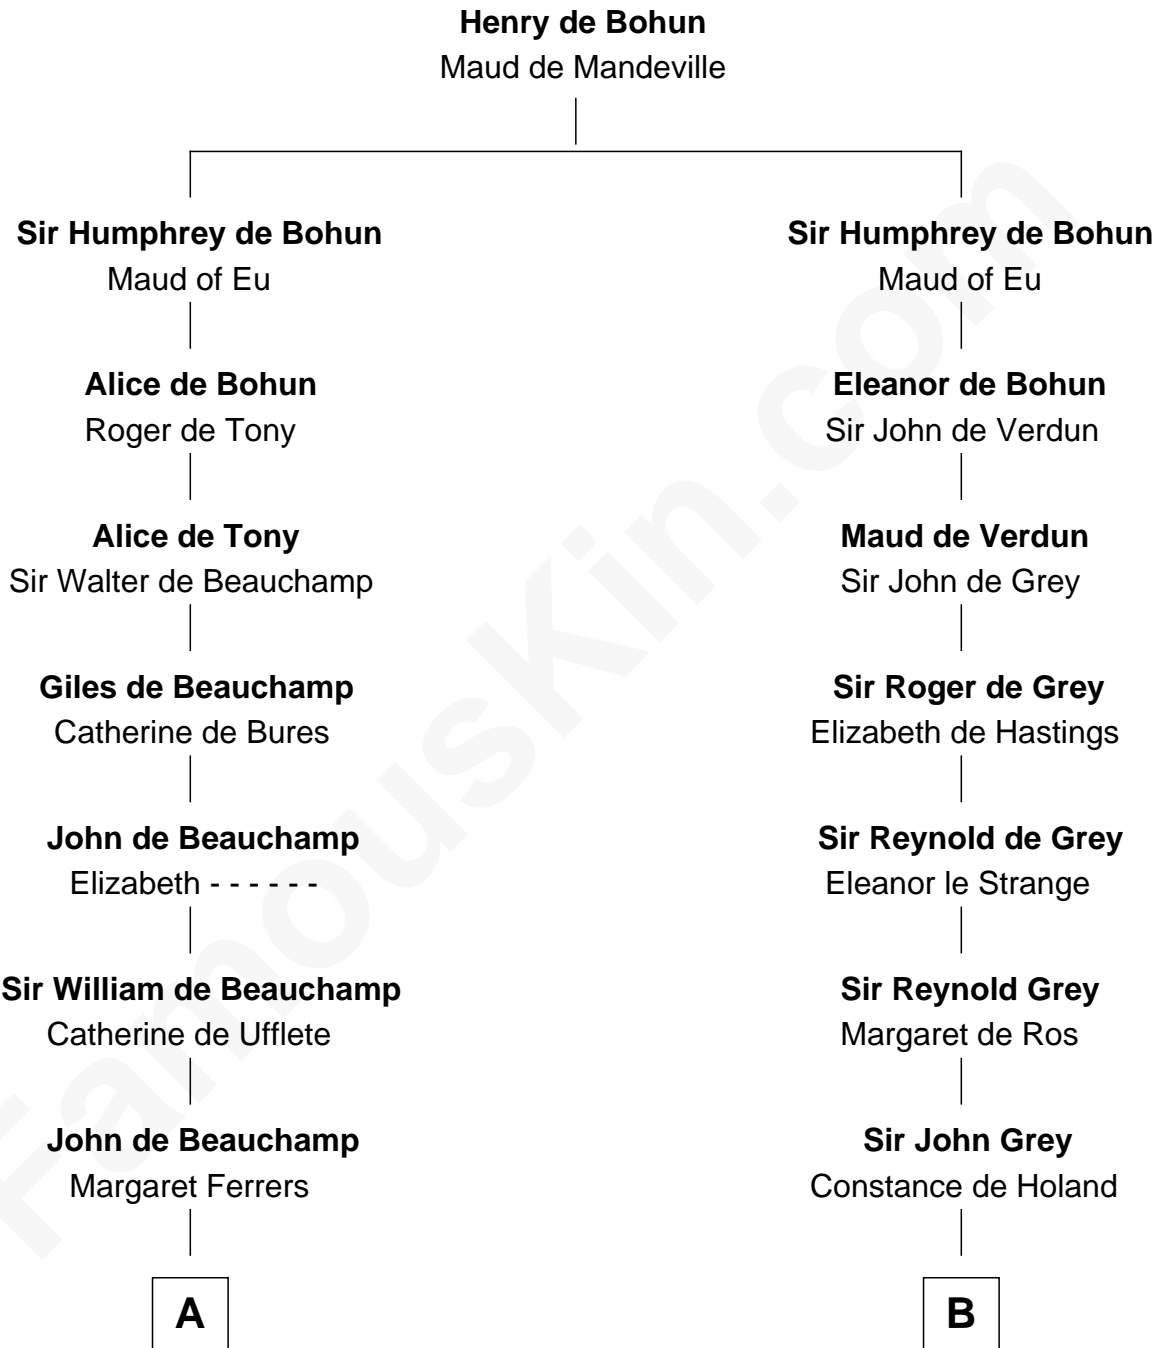 Henry de Bohun
Maud de Mandeville
Sir Humphrey de Bohun
Maud of Eu
Sir Humphrey de Bohun
Maud of Eu
Alice de Bohun
Roger de Tony
Eleanor de Bohun
Sir John de Verdun
Alice de Tony
Sir Walter de Beauchamp
Maud de Verdun
Sir John de Grey
Giles de Beauchamp
Catherine de Bures
Sir Roger de Grey
Elizabeth de Hastings
John de Beauchamp
Elizabeth - - - - - -
Sir Reynold de Grey
Eleanor le Strange
Sir William de Beauchamp
Catherine de Ufflete
Sir Reynold Grey
Margaret de Ros
John de Beauchamp
Margaret Ferrers
Sir John Grey
Constance de Holand
A
B
FamousKin.com